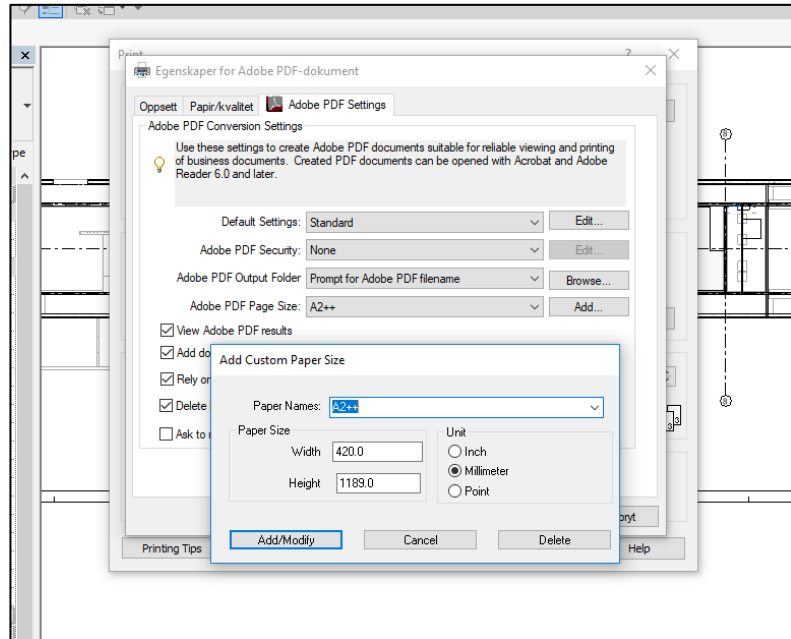 Print
?
Egenskaper for Adobe PDF-dokument
Oppsett Papir/kvalitet Adobe PDF Settings
Adobe PDF Conversion Settings
Use these settings to create Adobe PDF documents suitable for reliable viewing and printing
of business documents. Created PDF documents can be opened with Acrobat and Adobe
Reader 6.0 and later.
Default Settings: Standard Edit...
Adobe PDF Security: None Edit...
Adobe PDF Output Folder Prompt for Adobe PDF filename Browse...
Adobe PDF Page Size: A2++ Add...
View Adobe PDF results
Add do
Rely or
Delete
Ask to r
Add Custom Paper Size
Paper Names: A2++
Paper Size
Width 420.0
Height 1189.0
Unit
Inch
Millimeter
Point
Add/Modify Cancel Delete
Printing Tips
Help
pe
bryt
8
8
3
3